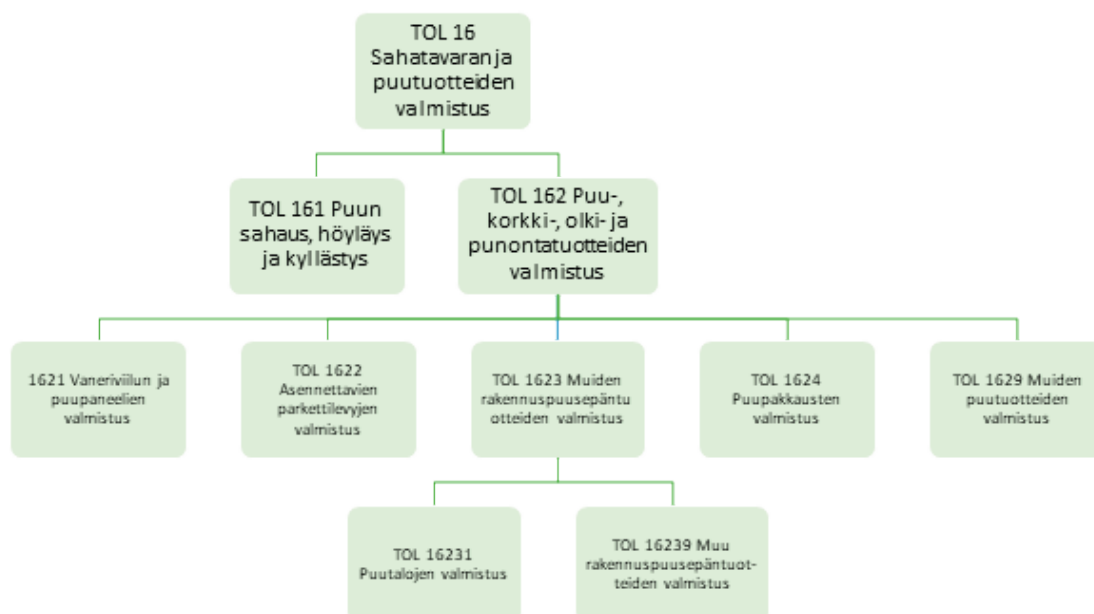 TOL 16
Sahatavaran ja
puutuotteiden
valmistus
TOL 161 Puun
sahaus, höyläys
ja kyllästys
TOL 162 Puu-,
korkki-, olki- ja
punontatuotteiden
valmistus
1621 Vaneriviilun ja
puupaneelien
valmistus
TOL 1622
Asennettavien
parkettilevyjen
valmistus
TOL 1623 Muiden
rakennuspuusepäntu
otteiden valmistus
TOL 1624
Puupakkausten
valmistus
TOL 1629 Muiden
puutuotteiden
valmistus
TOL 16231
Puutalojen valmistus
TOL 16239 Muu
rakennuspuusepäntuot-
teiden valmistus